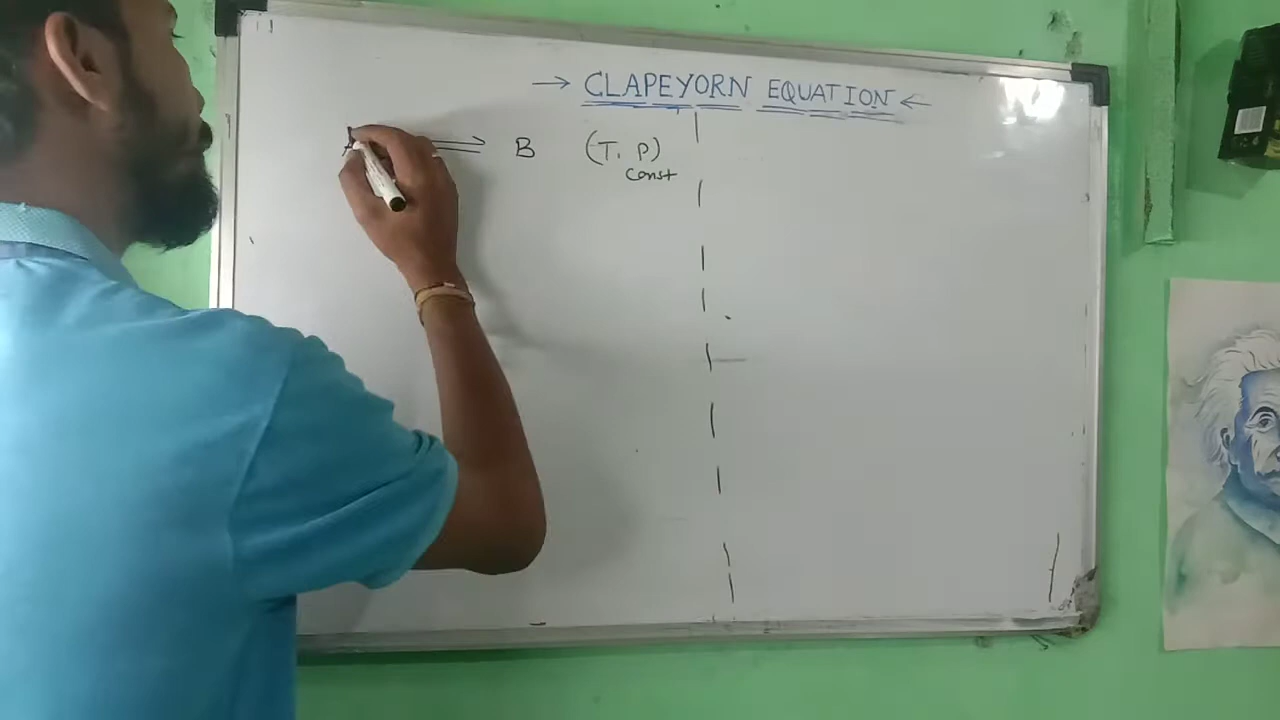 → CLAPEYORN EQUATION ←
A ⇌ B (T, P)
const